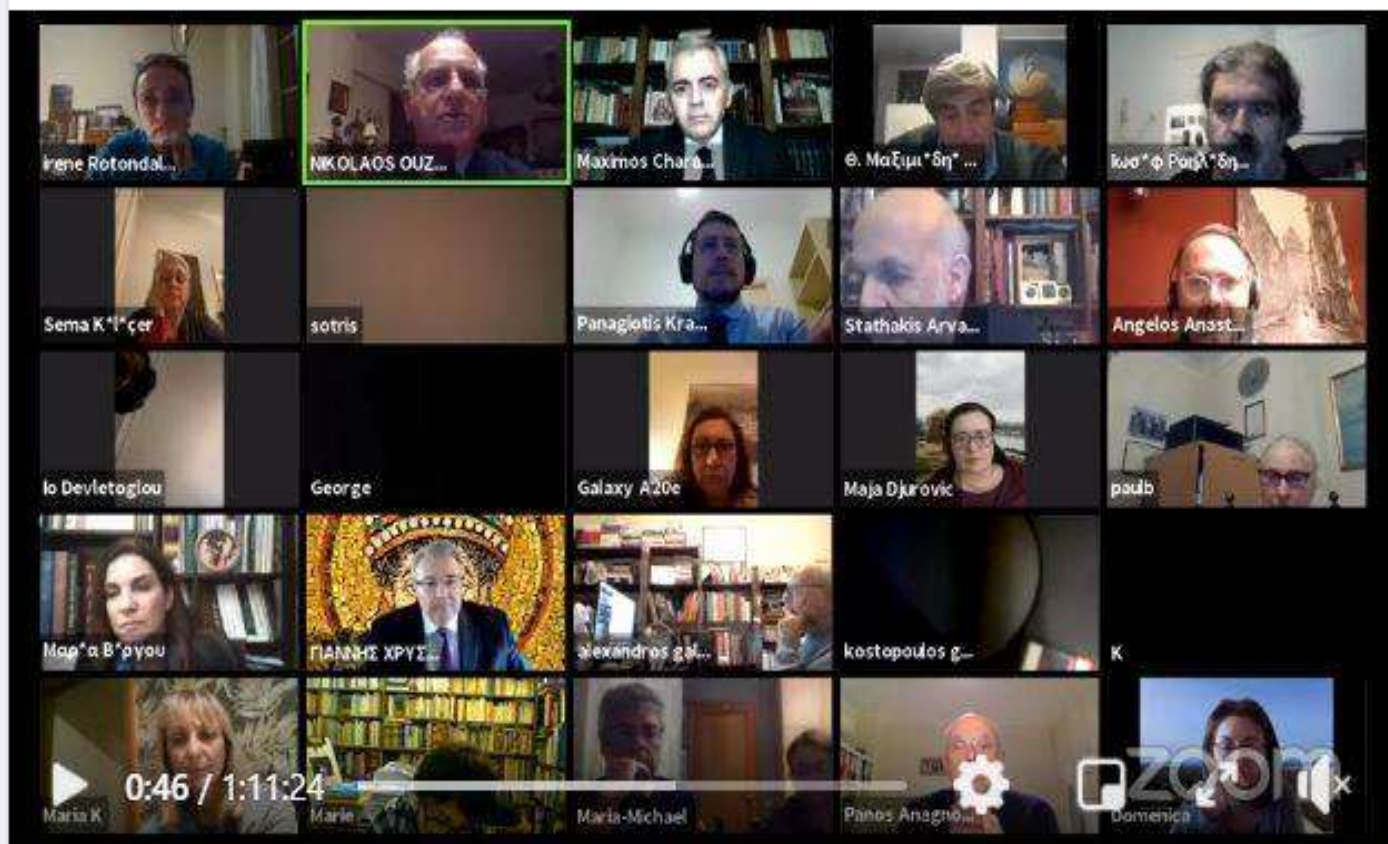 irene Rotondal...
NIKOLAOS OUZ...
Maximos Chara...
Θ. Μαξιμι*δη* ...
Ιωσ*φ Ραηλ*δη...
Sema K*l*çer
sotris
Panagiotis Kra...
Stathakis Arva...
Angelos Anast...
Io Devletoglou
George
Galaxy A20e
Maja Djurovic
paulb
Μαρ*α Β*ργου
ΓΙΑΝΝΗΣ ΧΡΥΣ...
alexandros gal...
kostopoulos g...
K
0:46 / 1:11:24
zoom
Maria K
Marie
Maria-Michael
Panos Anagno...
Domenica